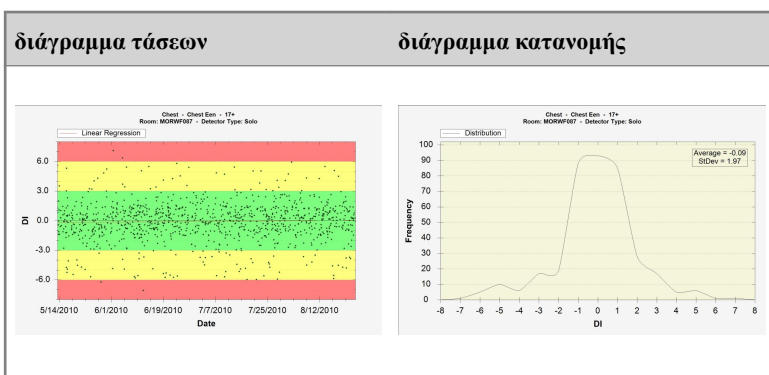 διάγραμμα τάσεων
διάγραμμα κατανομής
Chest - Chest Een - 17+
Room: MORWF087 - Detector Type: Solo
Linear Regression
6.0
3.0
0.0
-3.0
-6.0
DI
5/14/2010 6/1/2010 6/19/2010 7/7/2010 7/25/2010 8/12/2010
Date
Chest - Chest Een - 17+
Room: MORWF087 - Detector Type: Solo
Distribution
Average = -0.09
StDev = 1.97
100
90
80
70
60
50
40
30
20
10
0
Frequency
-8 -7 -6 -5 -4 -3 -2 -1 0 1 2 3 4 5 6 7 8
DI